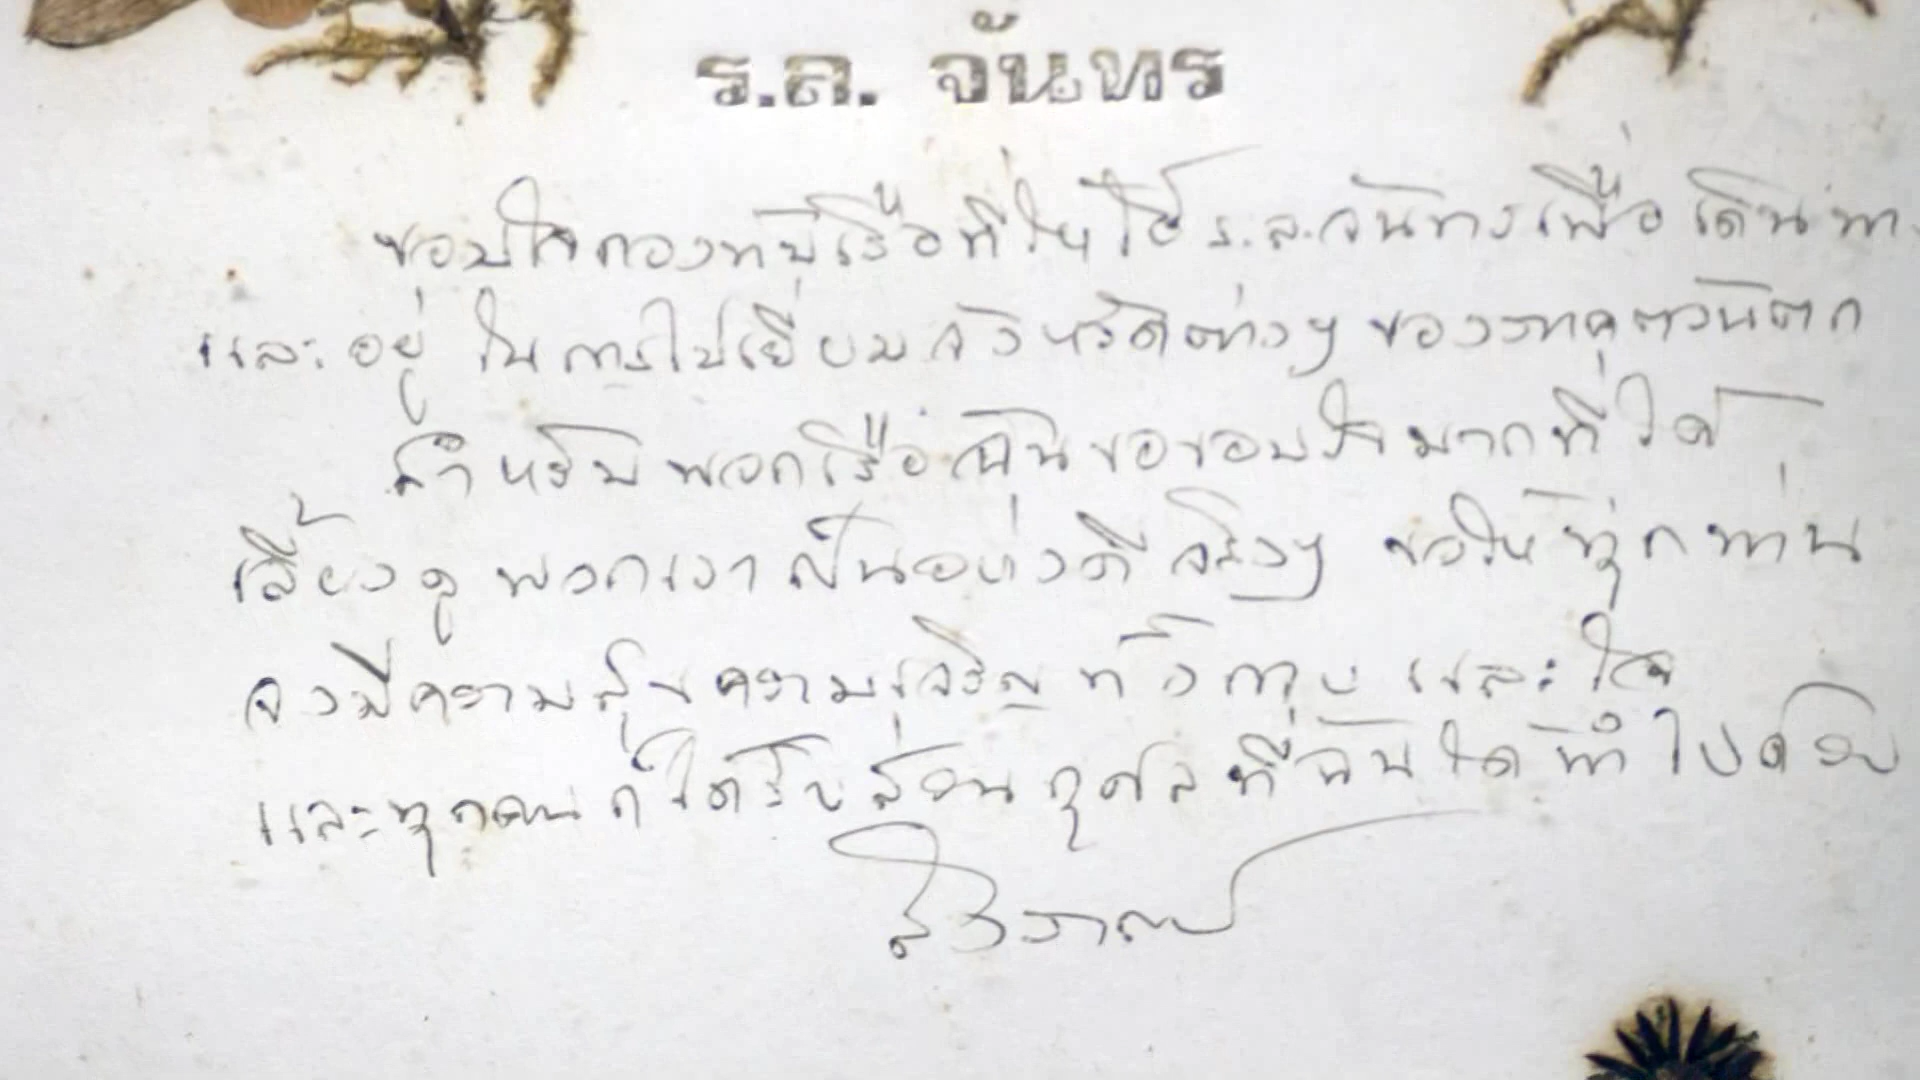 ร.ล. จันทร
ขอบใจกองทัพเรือที่ให้ใช้ ร.ล.จันทรเพื่อเดินทาง
และอยู่ ในการไปเยี่ยมจังหวัดต่างๆ ของภาคตะวันตก
สำหรับพวกเรือ ฉันขอขอบใจมากที่ได้
เลี้ยงดูพวกเราเป็นอย่างดีจริงๆ ขอให้ทุกท่าน
จงมีความสุขความเจริญทั้งกาย และใจ
และทุกคนก็ได้รับส่วนกุศลที่ฉันได้ทำไปด้วย